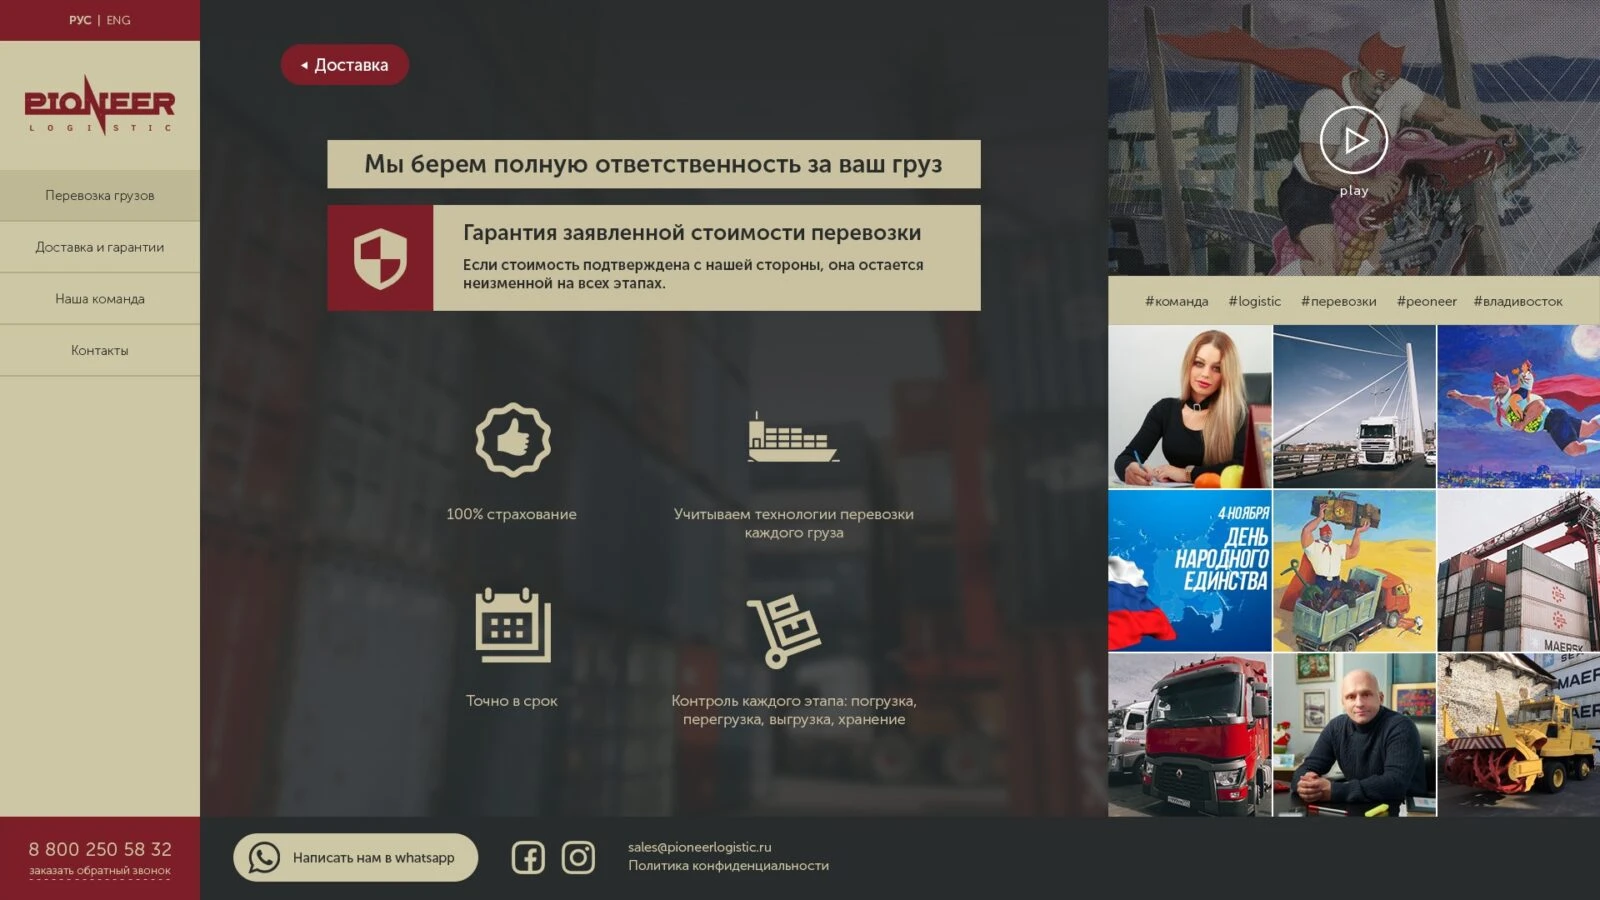 РУС | ENG
PIONEER
LOGISTIC
Перевозка грузов
Доставка и гарантии
Наша команда
Контакты
8 800 250 58 32
заказать обратный звонок
Доставка
Мы берем полную ответственность за ваш груз
Гарантия заявленной стоимости перевозки
Если стоимость подтверждена с нашей стороны, она остается
неизменной на всех этапах.
100% страхование
Учитываем технологии перевозки
каждого груза
Точно в срок
Контроль каждого этапа: погрузка,
перегрузка, выгрузка, хранение
Написать нам в whatsapp
sales@pioneerlogistic.ru
Политика конфиденциальности
play
#команда #logistic #перевозки #peoneer #владивосток
4 НОЯБРЯ
ДЕНЬ
НАРОДНОГО
ЕДИНСТВА
MAERSK